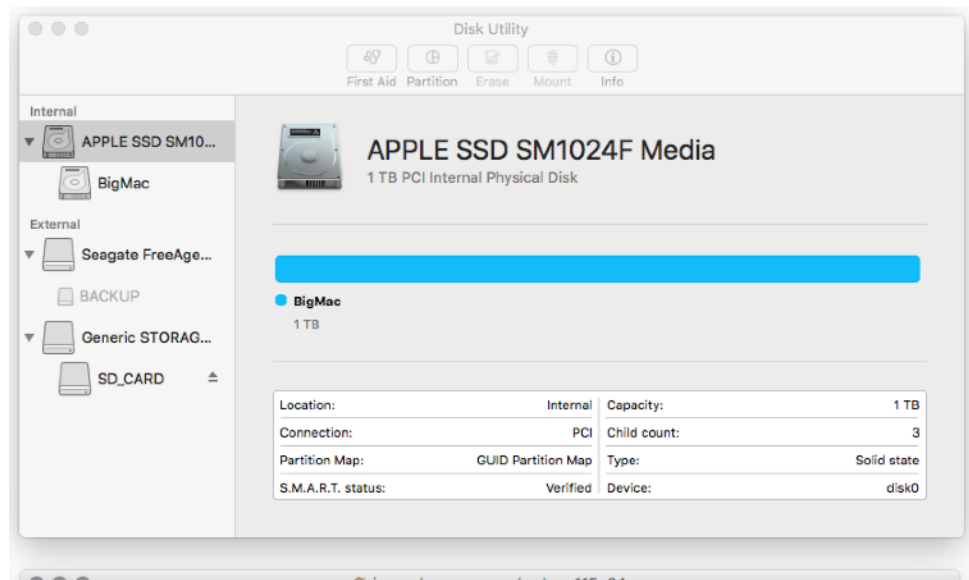 Disk Utility
First Aid Partition Erase Mount Info
Internal
APPLE SSD SM10...
BigMac
External
Seagate FreeAge...
BACKUP
Generic STORAG...
SD_CARD
APPLE SSD SM1024F Media
1 TB PCI Internal Physical Disk
BigMac
1 TB
Location: Internal Capacity: 1 TB
Connection: PCI Child count: 3
Partition Map: GUID Partition Map Type: Solid state
S.M.A.R.T. status: Verified Device: disk0